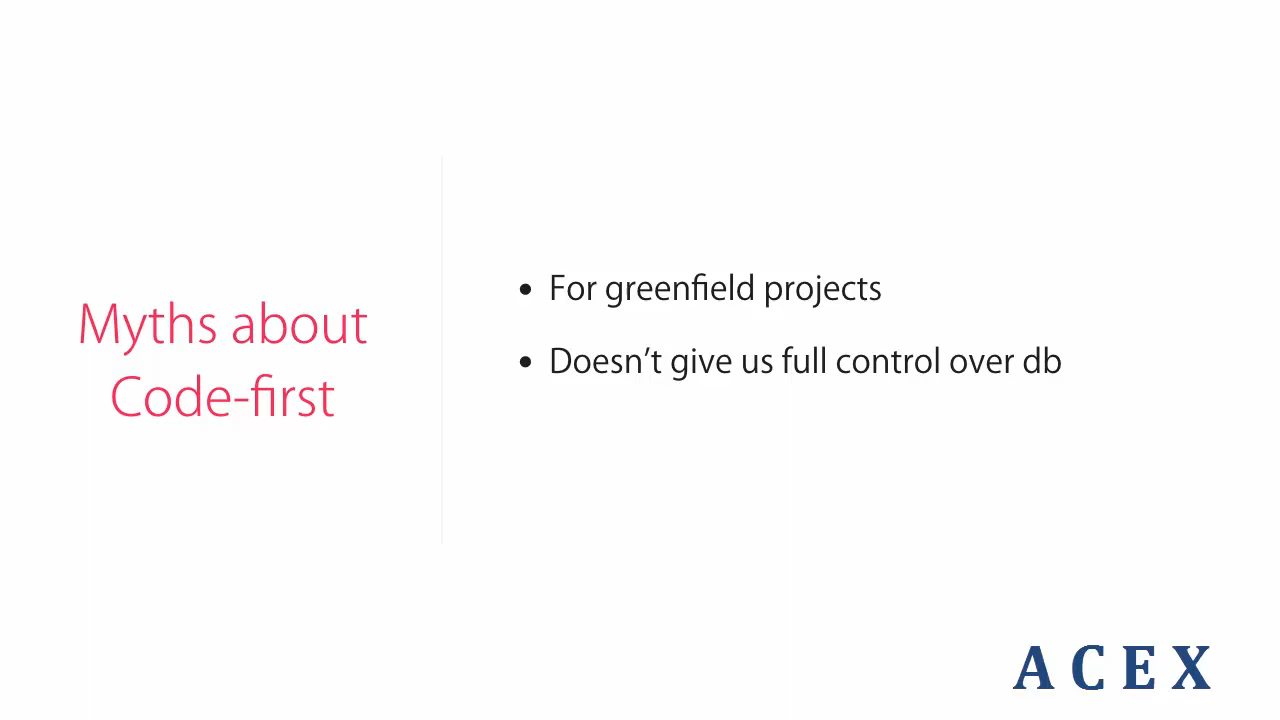 Myths about
Code-first
• For greenfield projects
• Doesn’t give us full control over db
ACEX